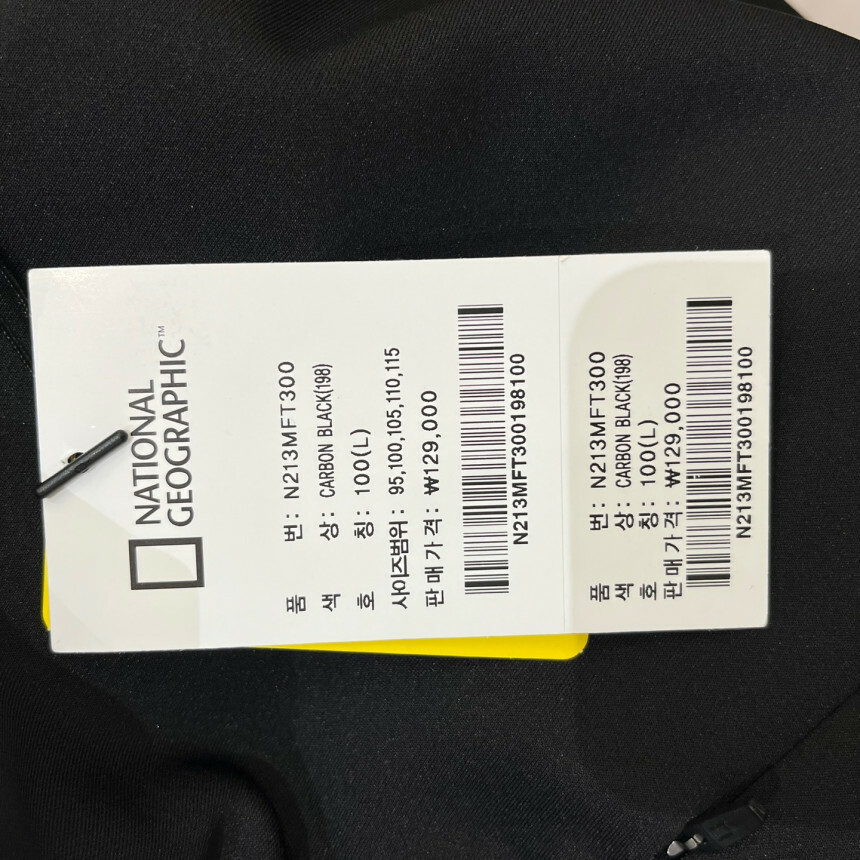 NATIONAL
GEOGRAPHIC™
품 번: N213MFT300
색 상: CARBON BLACK(198)
호 칭: 100(L)
사이즈범위: 95,100,105,110,115
판매가격: ₩129,000
N213MFT300198100
품 번: N213MFT300
색 상: CARBON BLACK(198)
호 칭: 100(L)
판매가격: ₩129,000
N213MFT300198100